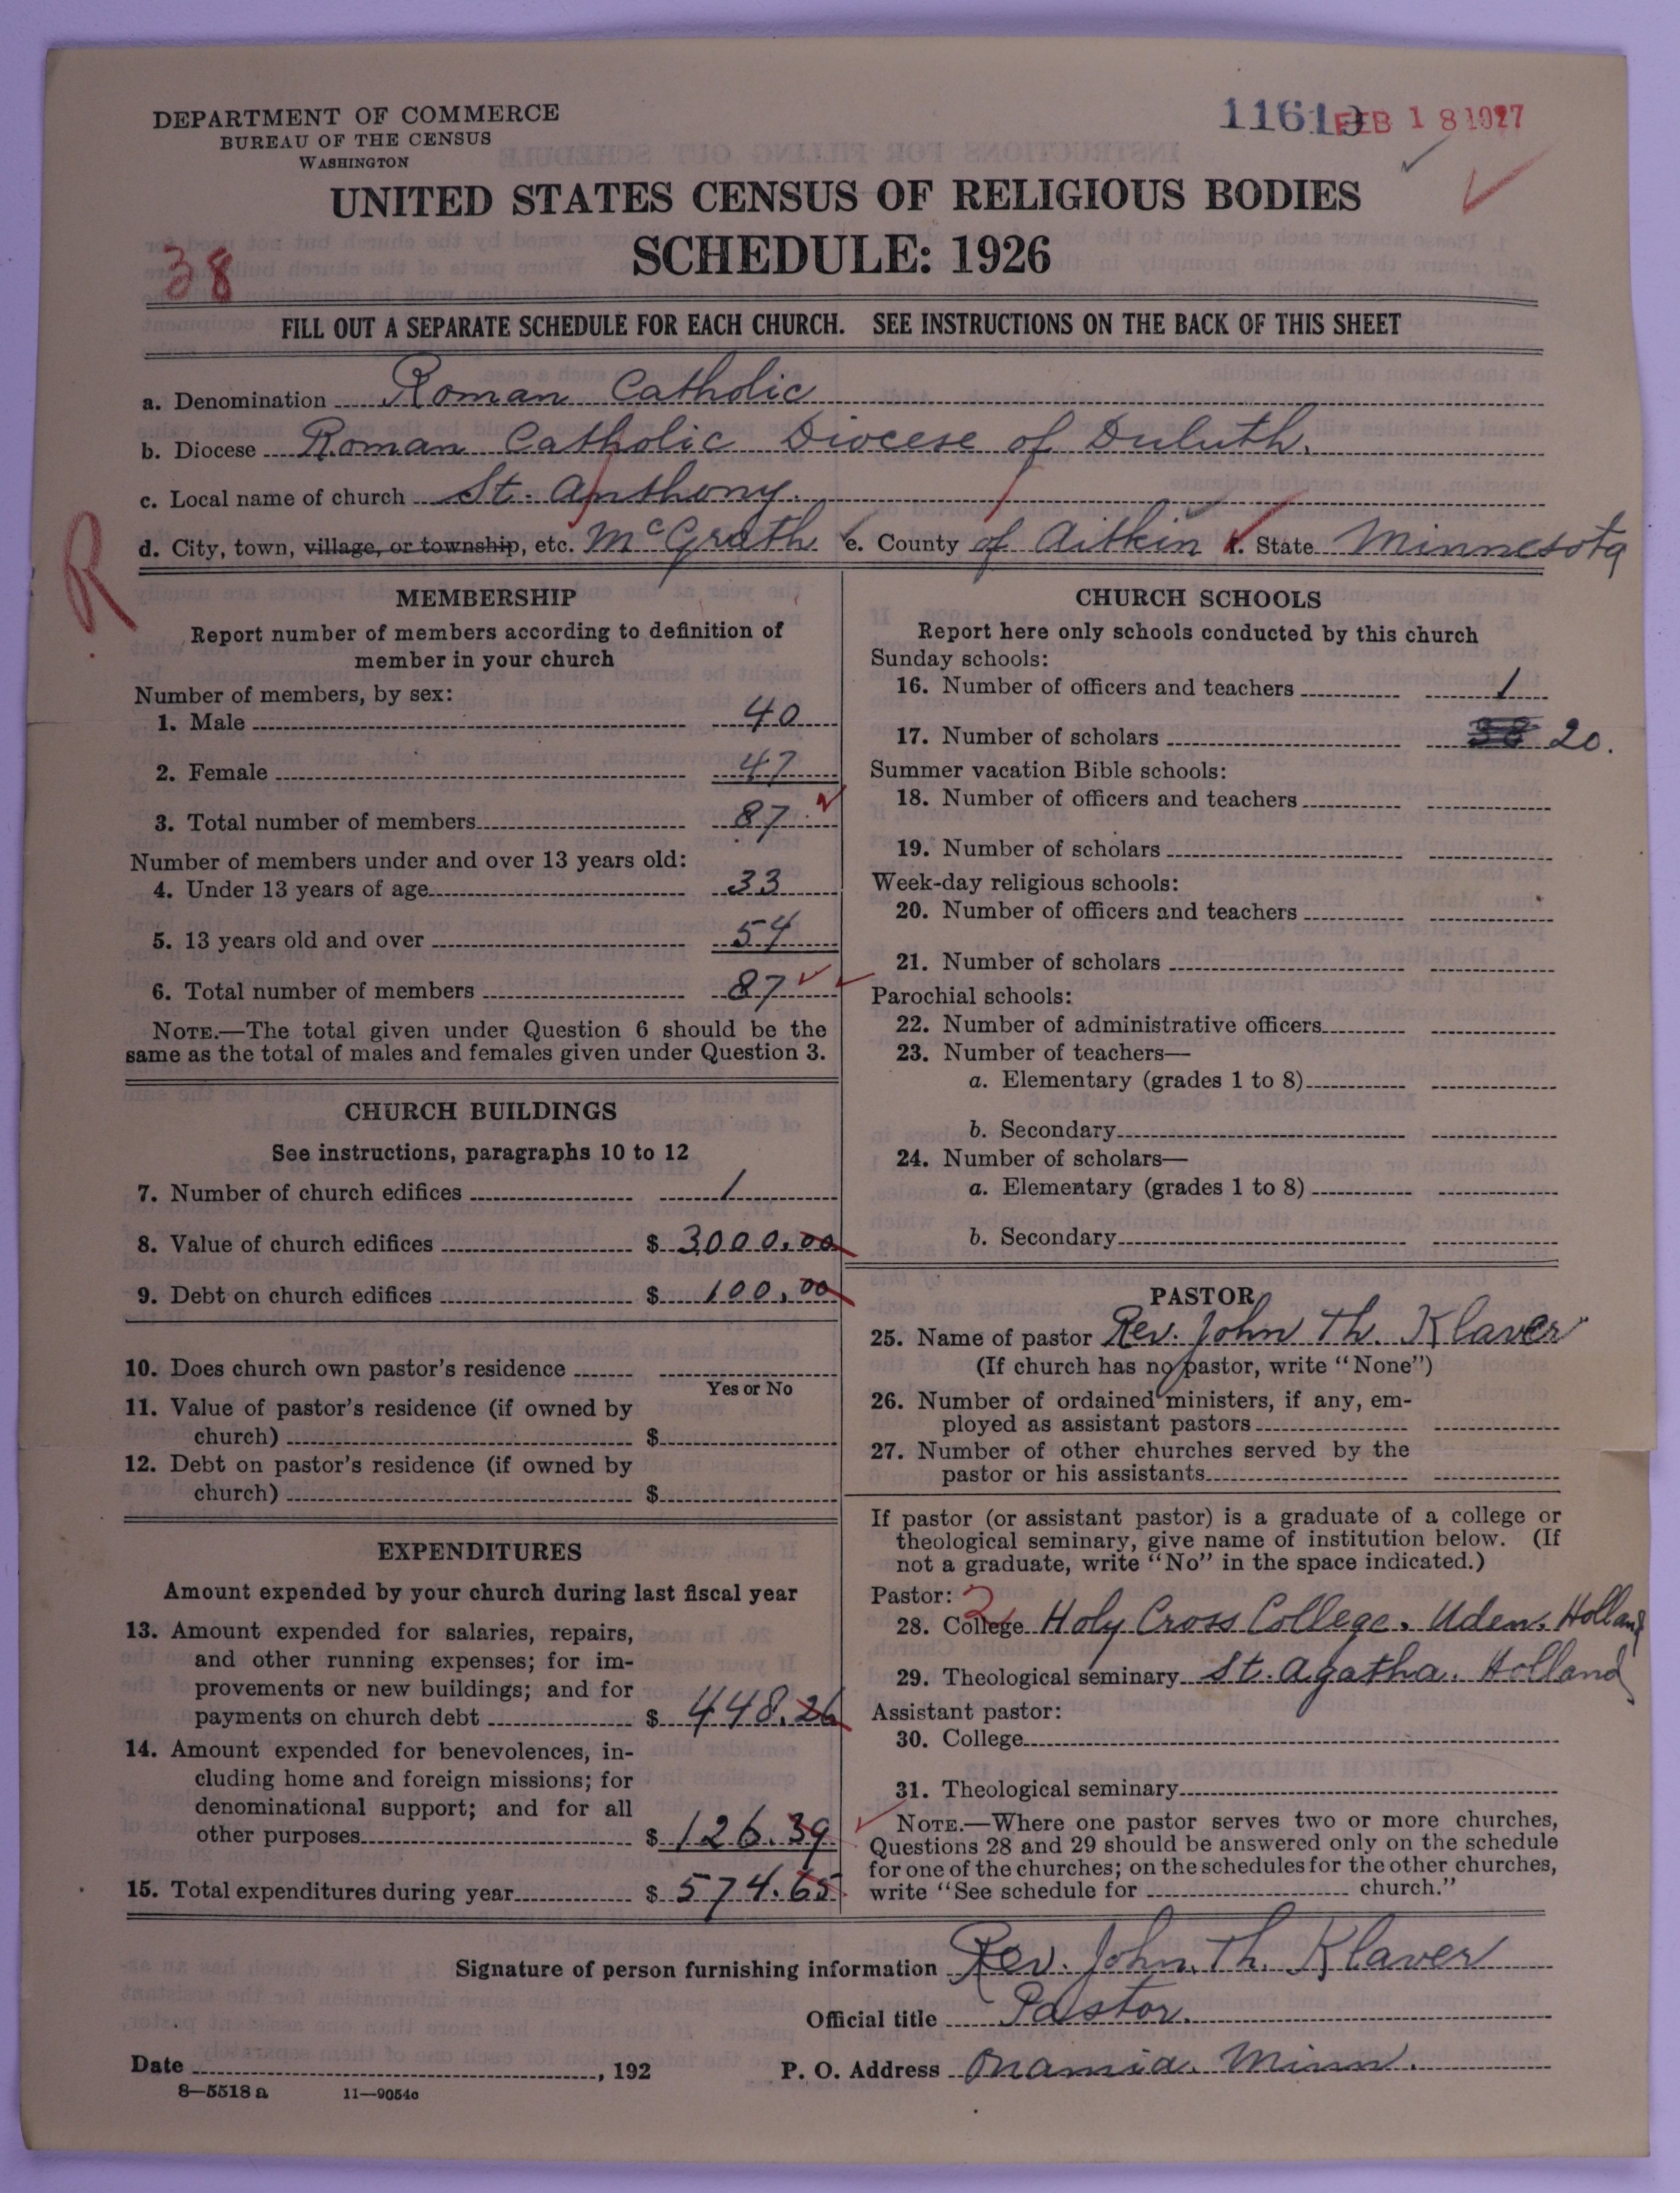 DEPARTMENT OF COMMERCE
BUREAU OF THE CENSUS
WASHINGTON
11613 FEB 18 1927
UNITED STATES CENSUS OF RELIGIOUS BODIES
SCHEDULE: 1926
38
FILL OUT A SEPARATE SCHEDULE FOR EACH CHURCH. SEE INSTRUCTIONS ON THE BACK OF THIS SHEET
a. Denomination Roman Catholic
b. Diocese Roman Catholic Diocese of Duluth.
c. Local name of church St. Anthony.
d. City, town, village, or township, etc. McGrath e. County of Aitkin f. State Minnesota
R
MEMBERSHIP
Report number of members according to definition of
member in your church
Number of members, by sex:
1. Male 40
2. Female 47
3. Total number of members 87
Number of members under and over 13 years old:
4. Under 13 years of age 33
5. 13 years old and over 54
6. Total number of members 87
NOTE.—The total given under Question 6 should be the
same as the total of males and females given under Question 3.
CHURCH BUILDINGS
See instructions, paragraphs 10 to 12
7. Number of church edifices 1
8. Value of church edifices $ 3000.00
9. Debt on church edifices $ 100.00
10. Does church own pastor's residence
Yes or No
11. Value of pastor's residence (if owned by
church) $
12. Debt on pastor's residence (if owned by
church) $
EXPENDITURES
Amount expended by your church during last fiscal year
13. Amount expended for salaries, repairs,
and other running expenses; for im-
provements or new buildings; and for
payments on church debt $ 448.26
14. Amount expended for benevolences, in-
cluding home and foreign missions; for
denominational support; and for all
other purposes $ 126.39
15. Total expenditures during year $ 574.65
CHURCH SCHOOLS
Report here only schools conducted by this church
Sunday schools:
16. Number of officers and teachers 1
17. Number of scholars 20.
Summer vacation Bible schools:
18. Number of officers and teachers
19. Number of scholars
Week-day religious schools:
20. Number of officers and teachers
21. Number of scholars
Parochial schools:
22. Number of administrative officers
23. Number of teachers—
a. Elementary (grades 1 to 8)
b. Secondary
24. Number of scholars—
a. Elementary (grades 1 to 8)
b. Secondary
PASTOR
25. Name of pastor Rev. John Th. Klaver
(If church has no pastor, write "None")
26. Number of ordained ministers, if any, em-
ployed as assistant pastors
27. Number of other churches served by the
pastor or his assistants
If pastor (or assistant pastor) is a graduate of a college or
theological seminary, give name of institution below. (If
not a graduate, write "No" in the space indicated.)
Pastor:
28. College Holy Cross College. Uden. Holland
29. Theological seminary St. Agatha. Holland
Assistant pastor:
30. College
31. Theological seminary
NOTE.—Where one pastor serves two or more churches,
Questions 28 and 29 should be answered only on the schedule
for one of the churches; on the schedules for the other churches,
write "See schedule for church."
Signature of person furnishing information Rev. John. Th. Klaver
Official title Pastor.
Date , 192 P. O. Address Onamia. Minn.
8—5518 a 11—9054c